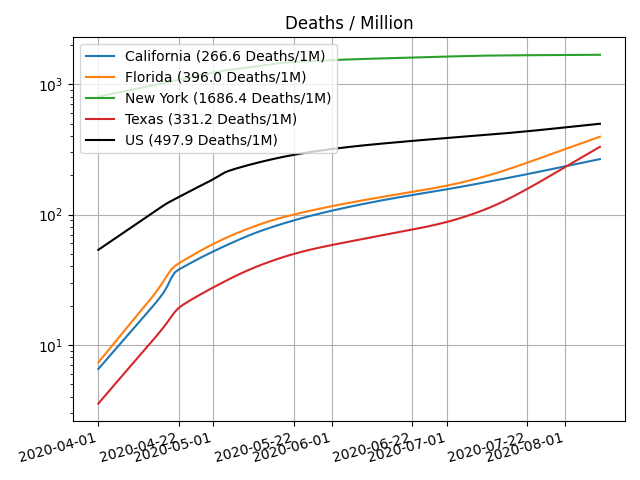 Deaths / Million
California (266.6 Deaths/1M)
Florida (396.0 Deaths/1M)
New York (1686.4 Deaths/1M)
Texas (331.2 Deaths/1M)
US (497.9 Deaths/1M)
10³
10²
10¹
2020-04-01
2020-04-22
2020-05-01
2020-05-22
2020-06-01
2020-06-22
2020-07-01
2020-07-22
2020-08-01